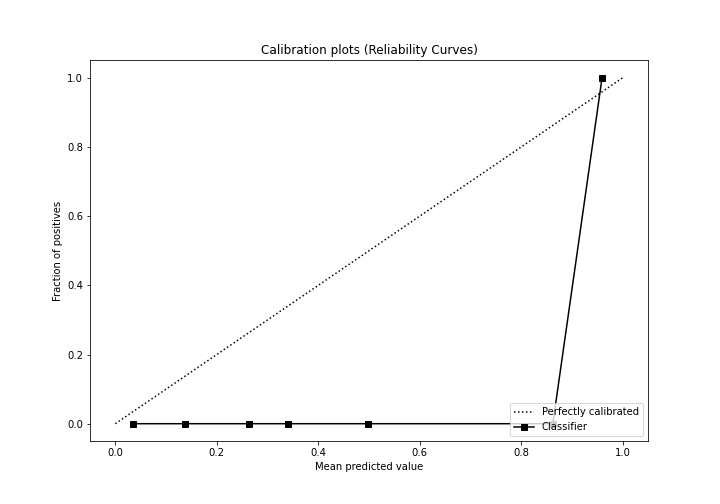 Calibration plots (Reliability Curves)
1.0
0.8
0.6
0.4
0.2
0.0
Fraction of positives
Perfectly calibrated
Classifier
0.0 0.2 0.4 0.6 0.8 1.0
Mean predicted value